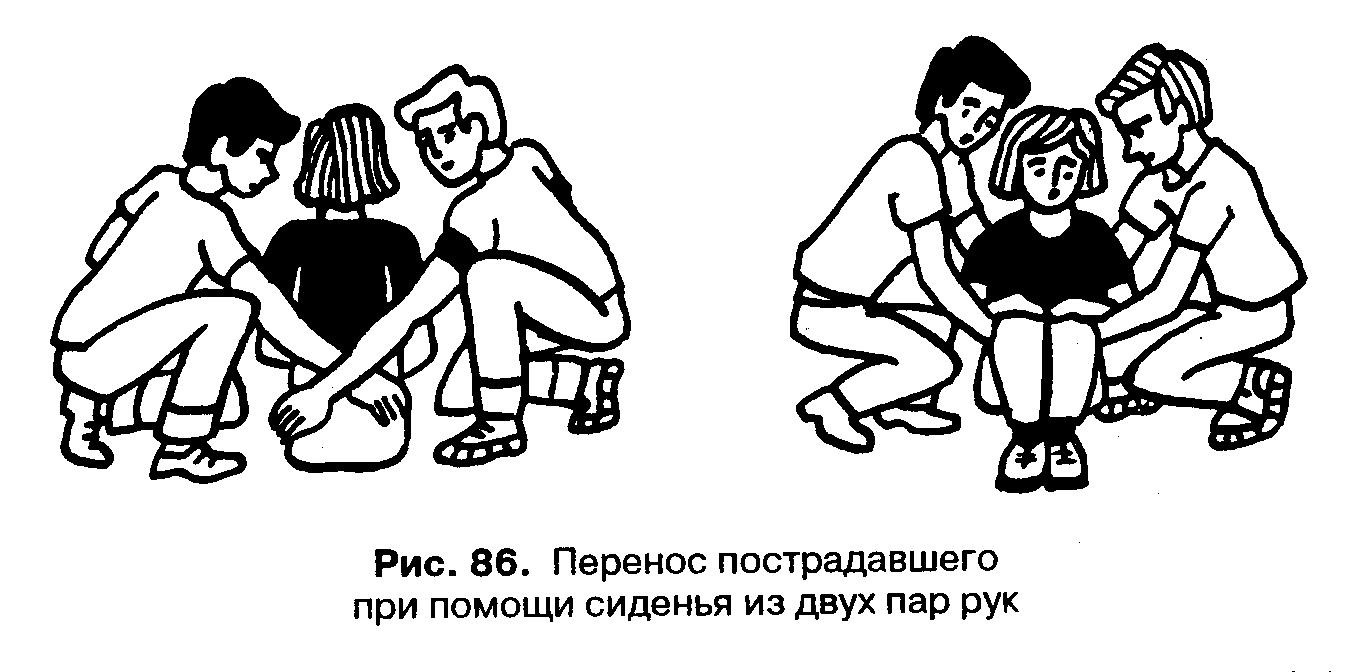 Рис. 86. Перенос пострадавшего
при помощи сиденья из двух пар рук